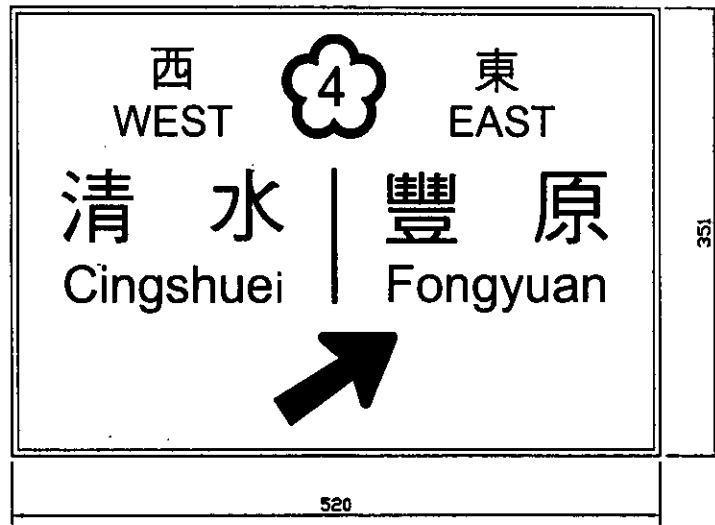 西 4 東
WEST EAST
清 水 豐 原
Cingshuei Fongyuan
351
520